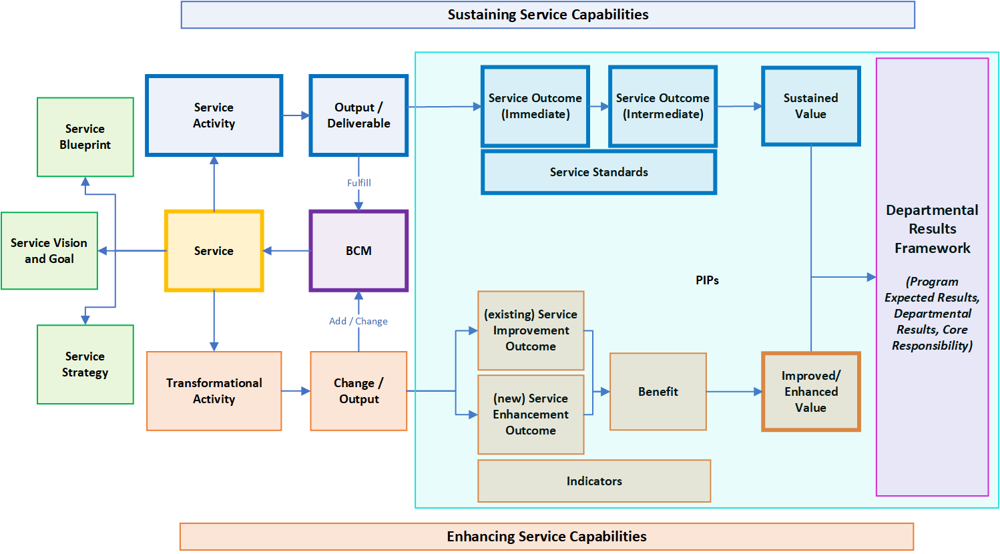 Sustaining Service Capabilities
Service
Blueprint
Service Vision
and Goal
Service
Strategy
Service
Activity
Output /
Deliverable
Fulfill
Service
BCM
Add / Change
Transformational
Activity
Change /
Output
Service Outcome
(Immediate)
Service Outcome
(Intermediate)
Service Standards
Sustained
Value
PIPs
(existing) Service
Improvement
Outcome
(new) Service
Enhancement
Outcome
Benefit
Improved/
Enhanced
Value
Indicators
Departmental
Results
Framework
(Program
Expected Results,
Departmental
Results, Core
Responsibility)
Enhancing Service Capabilities